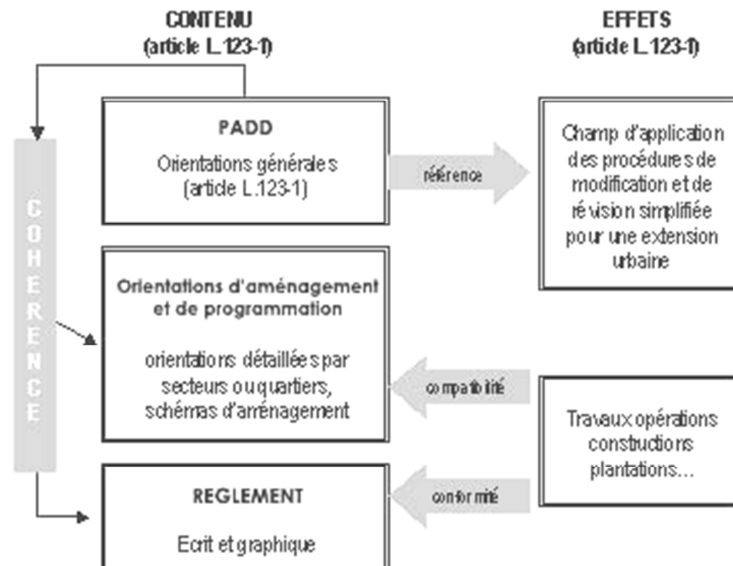 CONTENU
(article L.123-1)
EFFETS
(article L.123-1)
COHERENCE
PADD
Orientations générales
(article L.123-1)
référence
Champ d'application
des procédures de
modification et de
révision simplifiée
pour une extension
urbaine
Orientations d'aménagement
et de programmation
orientations détaillées par
secteurs ou quartiers,
schémas d'aménagement
compatibilité
Travaux opérations
constructions
plantations...
REGLEMENT
Ecrit et graphique
conformité